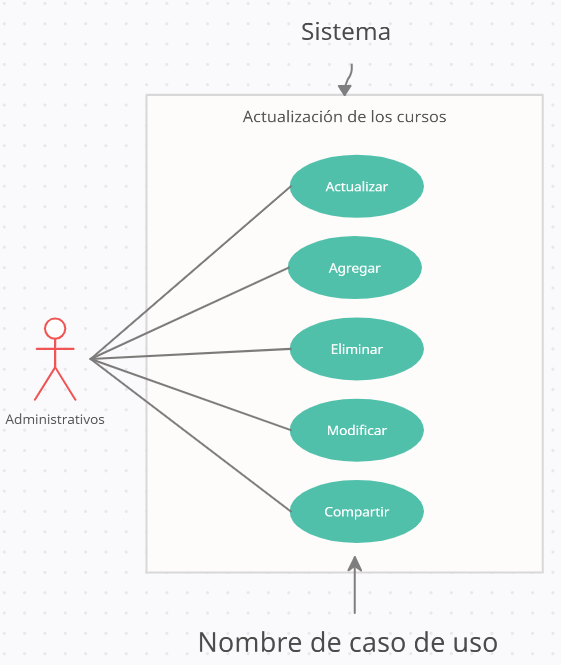 Sistema
Actualización de los cursos
Actualizar
Agregar
Eliminar
Administrativos
Modificar
Compartir
Nombre de caso de uso